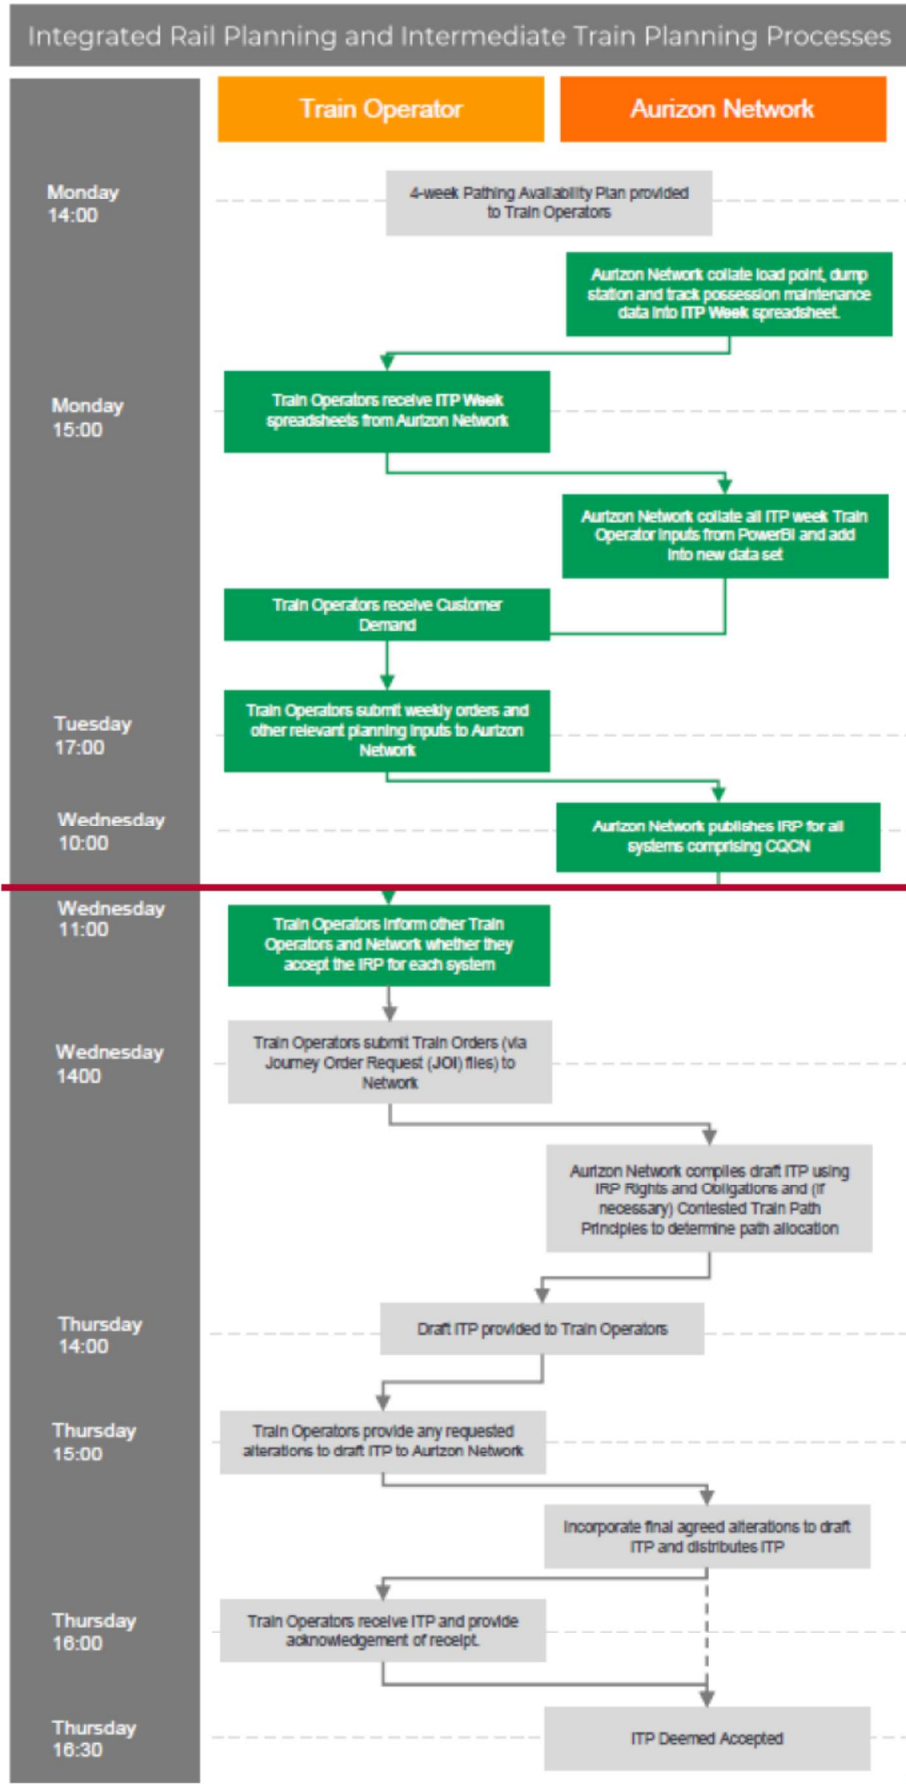 Integrated Rail Planning and Intermediate Train Planning Processes
Train Operator
Aurizon Network
Monday
14:00
4-week Pathing Availability Plan provided
to Train Operators
Aurizon Network collate load point, dump
station and track possession maintenance
data into ITP Week spreadsheet.
Monday
15:00
Train Operators receive ITP Week
spreadsheets from Aurizon Network
Aurizon Network collate all ITP week Train
Operator inputs from PowerBI and add
into new data set
Train Operators receive Customer
Demand
Tuesday
17:00
Train Operators submit weekly orders and
other relevant planning inputs to Aurizon
Network
Wednesday
10:00
Aurizon Network publishes IRP for all
systems comprising CQCN
Wednesday
11:00
Train Operators inform other Train
Operators and Network whether they
accept the IRP for each system
Wednesday
1400
Train Operators submit Train Orders (via
Journey Order Request (JOI) files) to
Network
Aurizon Network compiles draft ITP using
IRP Rights and Obligations and (if
necessary) Contested Train Path
Principles to determine path allocation
Thursday
14:00
Draft ITP provided to Train Operators
Thursday
15:00
Train Operators provide any requested
alterations to draft ITP to Aurizon Network
Incorporate final agreed alterations to draft
ITP and distributes ITP
Thursday
16:00
Train Operators receive ITP and provide
acknowledgement of receipt.
Thursday
16:30
ITP Deemed Accepted